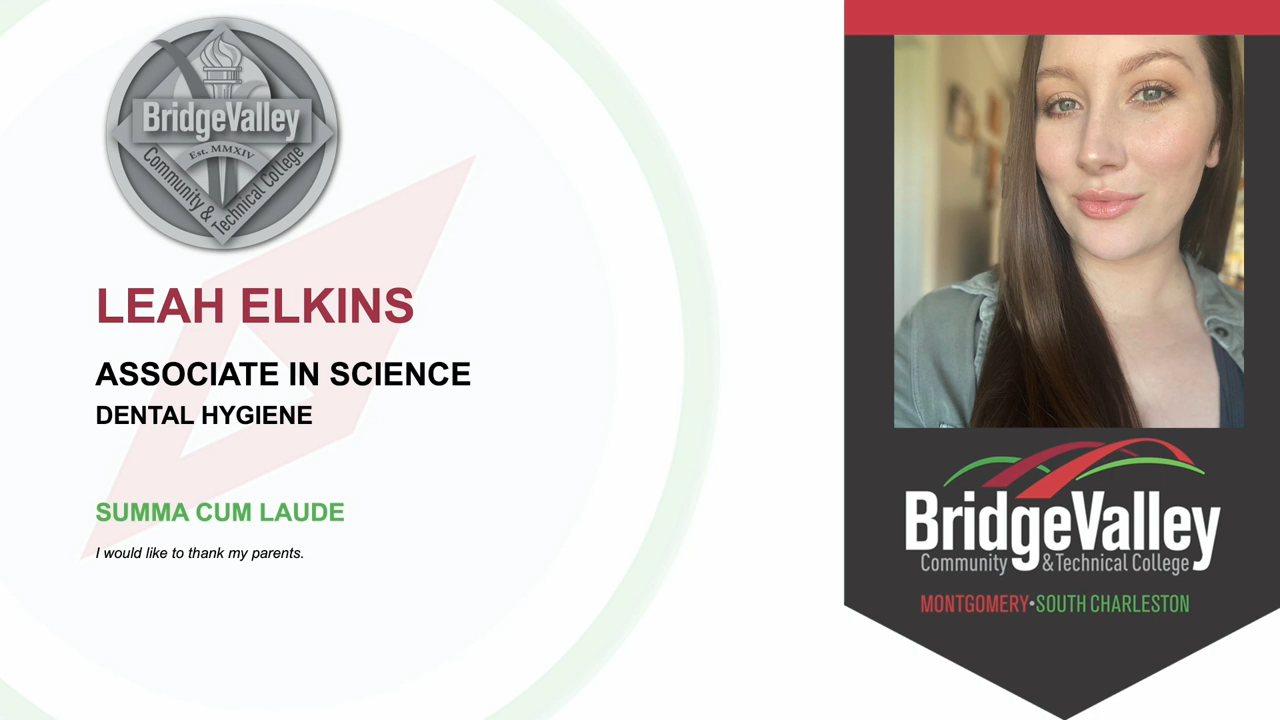 BridgeValley
Est. MMXIV
Community & Technical College
LEAH ELKINS
ASSOCIATE IN SCIENCE
DENTAL HYGIENE
SUMMA CUM LAUDE
I would like to thank my parents.
BridgeValley
Community & Technical College
MONTGOMERY•SOUTH CHARLESTON